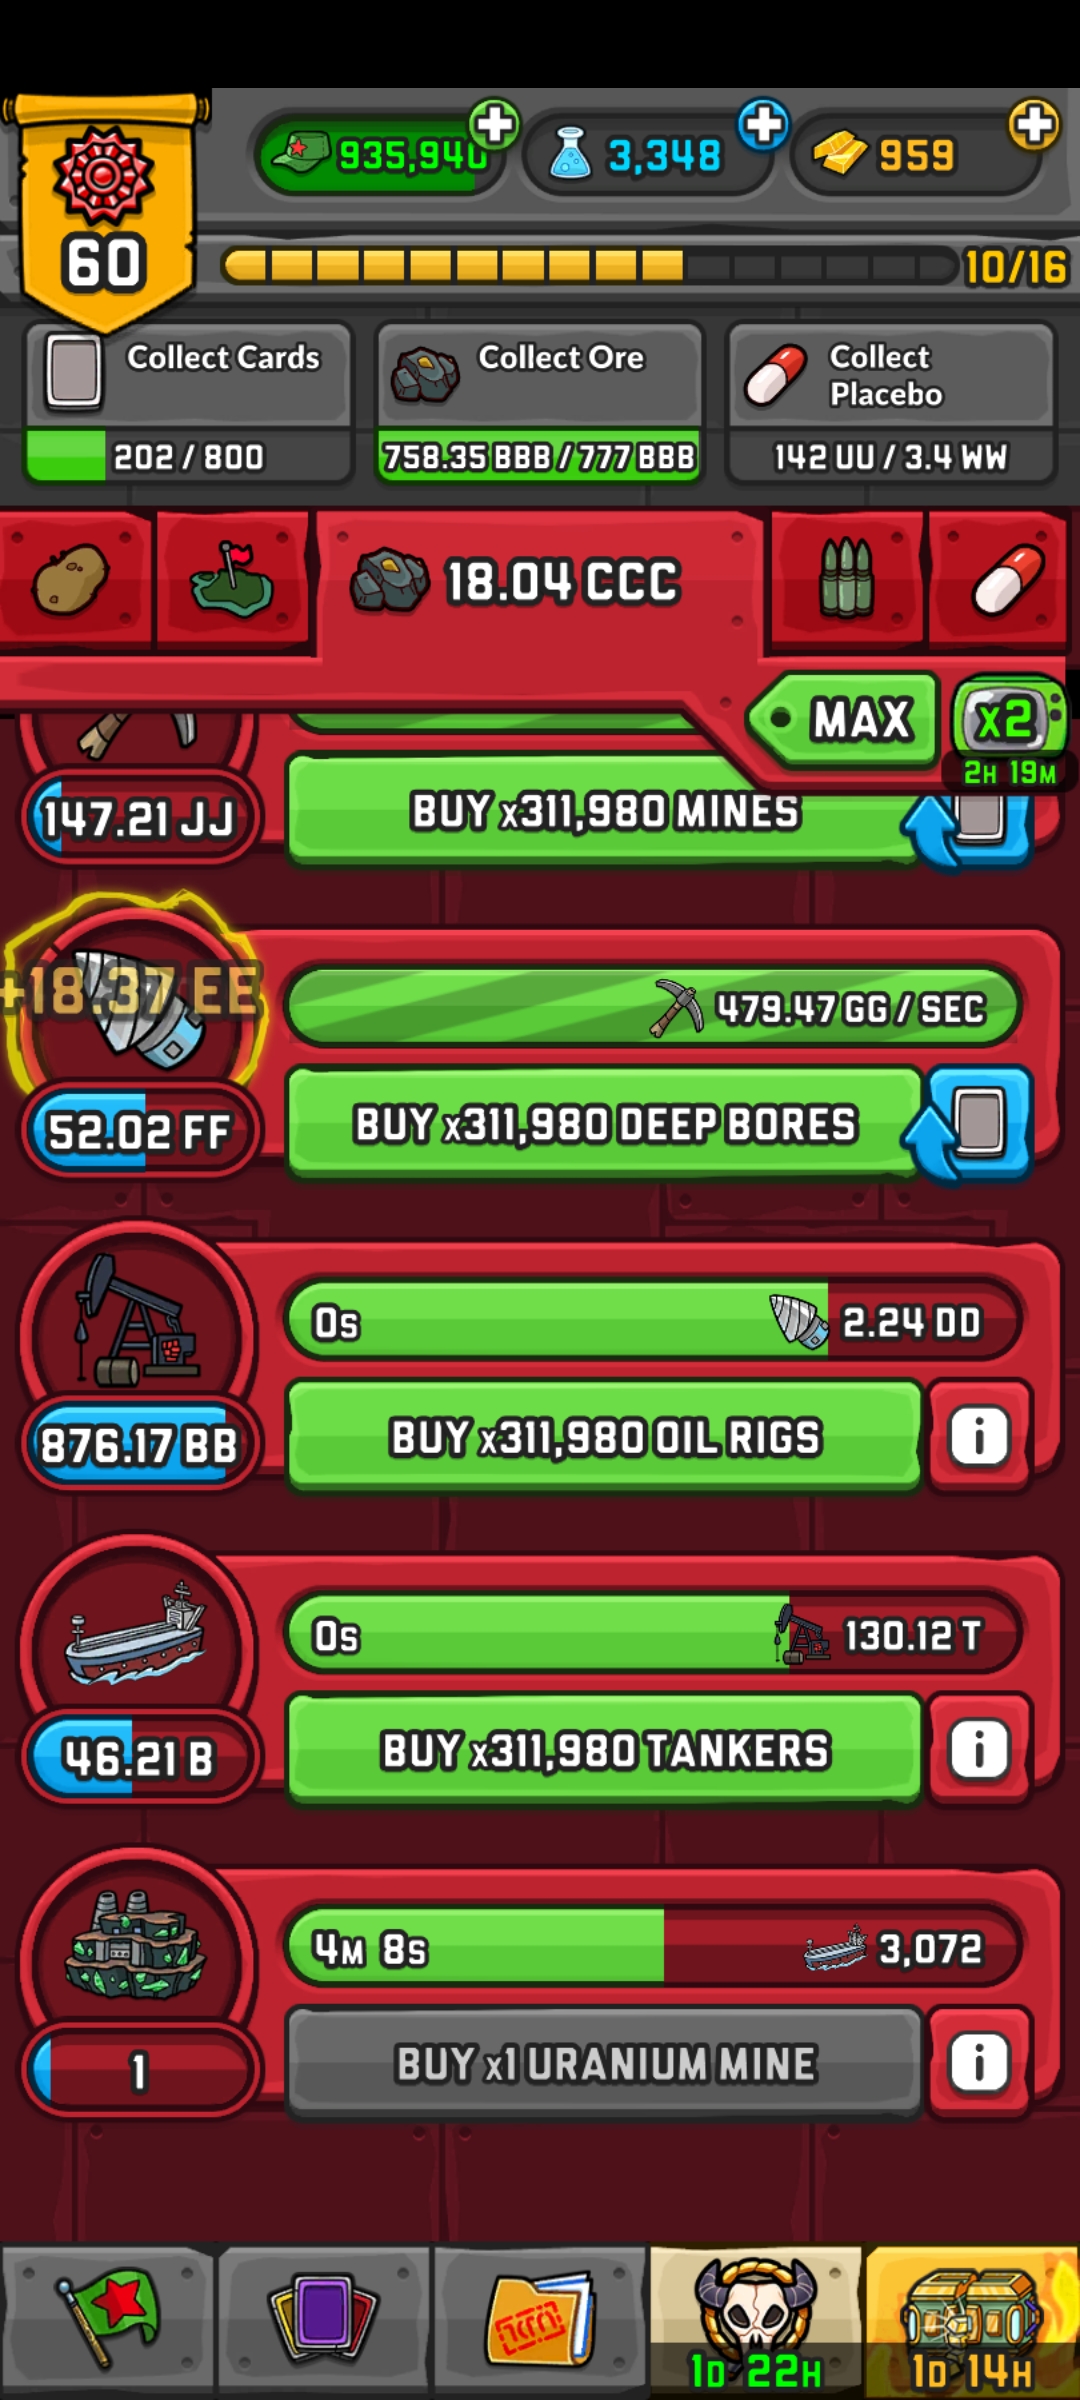 935,940
3,348
959
60
10/16
Collect Cards
202 / 800
Collect Ore
758.35 BBB / 777 BBB
Collect
Placebo
142 UU / 3.4 WW
18.04 CCC
MAX
x2
2H 19M
147.21 JJ
BUY x311,980 MINES
+18.37 EE
479.47 GG / SEC
52.02 FF
BUY x311,980 DEEP BORES
0s
2.24 DD
876.17 BB
BUY x311,980 OIL RIGS
i
0s
130.12 T
46.21 B
BUY x311,980 TANKERS
i
4M 8s
3,072
1
BUY x1 URANIUM MINE
i
1D 22H
1D 14H